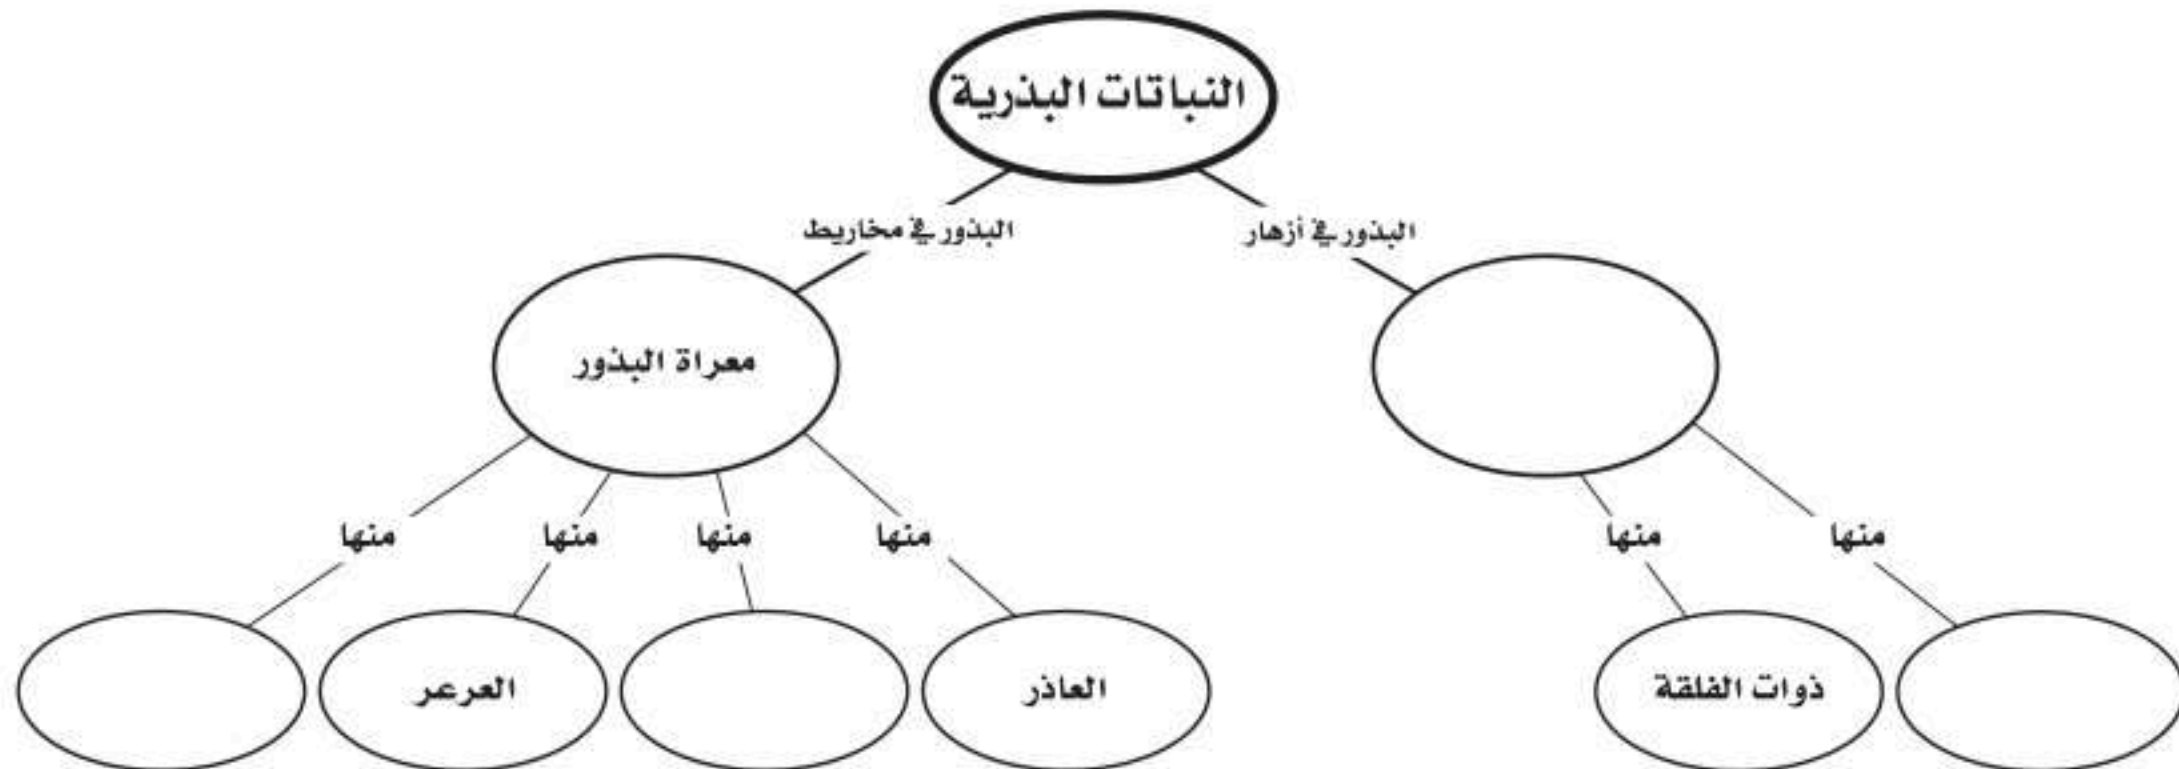 النباتات البذرية
البذور في أزهار
البذور في مخاريط
معراة البذور
منها
منها
منها
منها
منها
منها
ذوات الفلقة
العاذر
العرعر